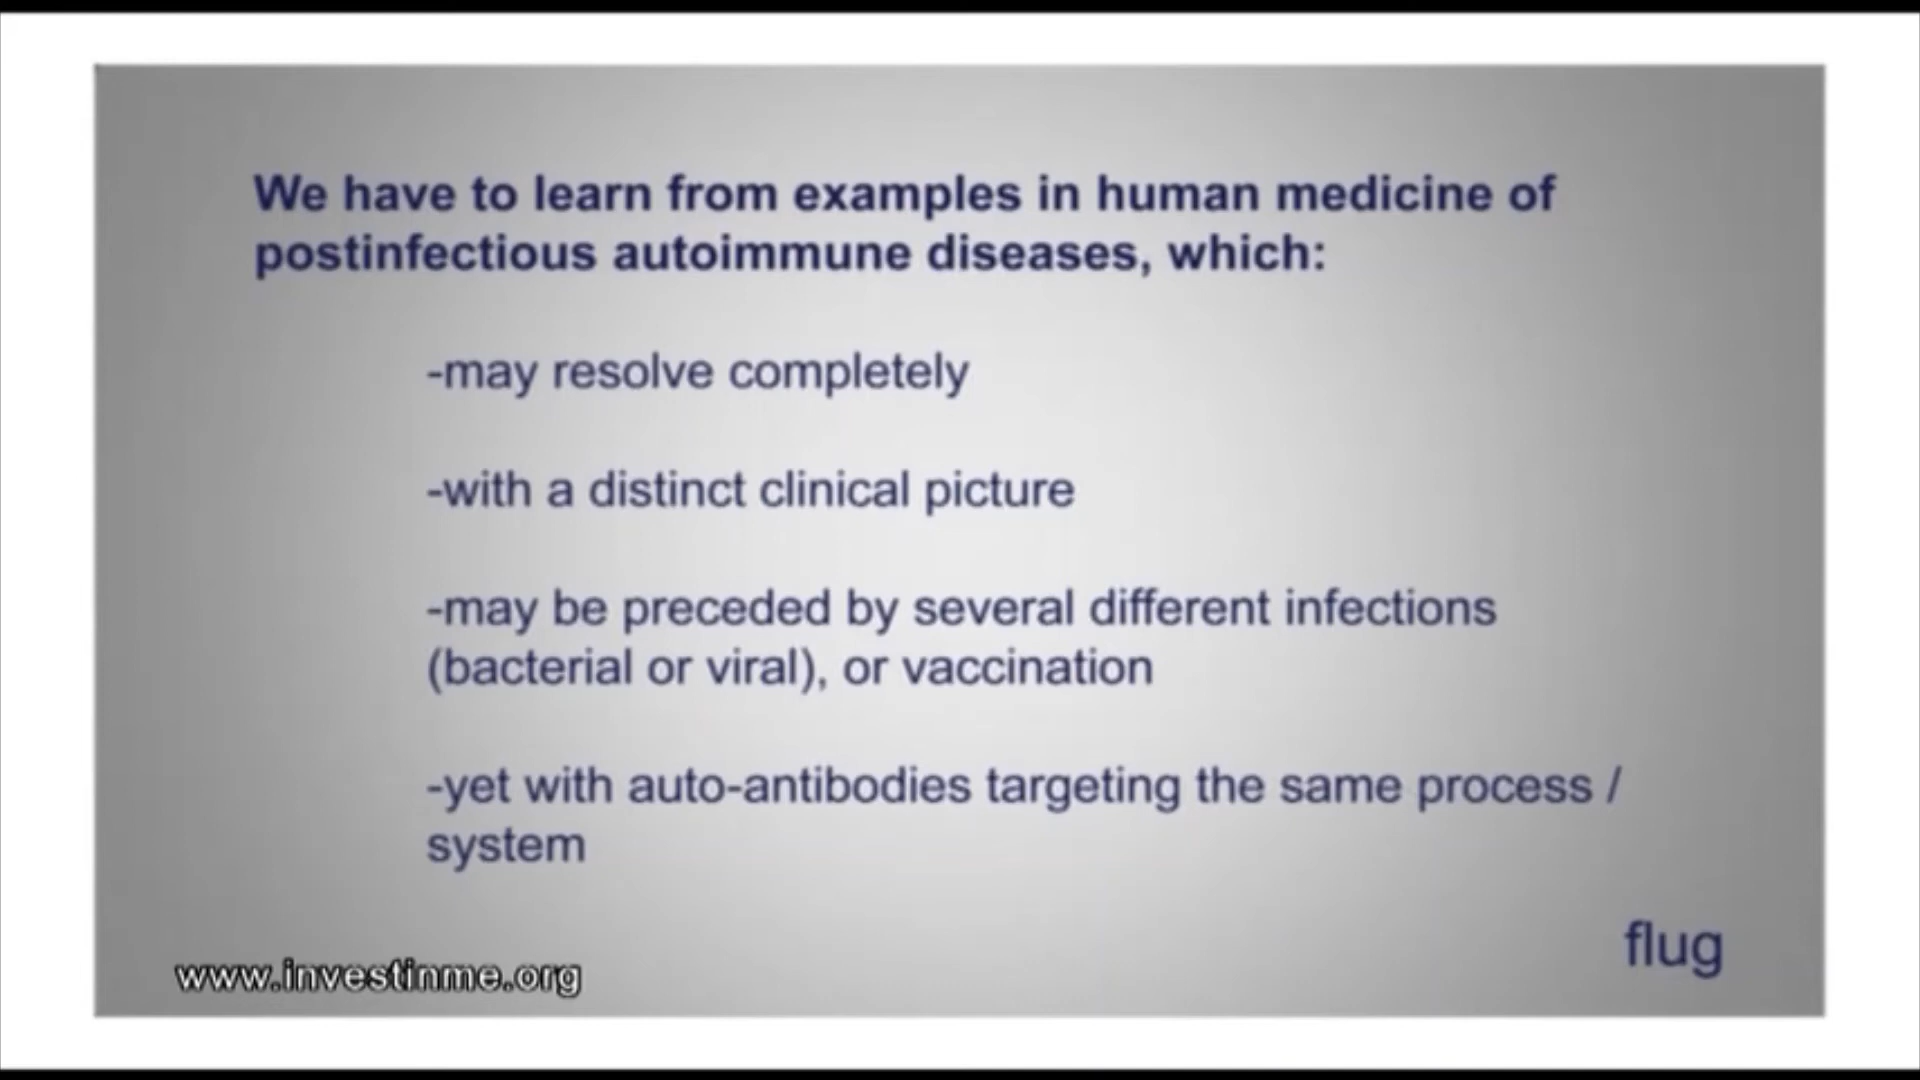 We have to learn from examples in human medicine of
postinfectious autoimmune diseases, which:
-may resolve completely
-with a distinct clinical picture
-may be preceded by several different infections
(bacterial or viral), or vaccination
-yet with auto-antibodies targeting the same process /
system
flug
www.investinme.org